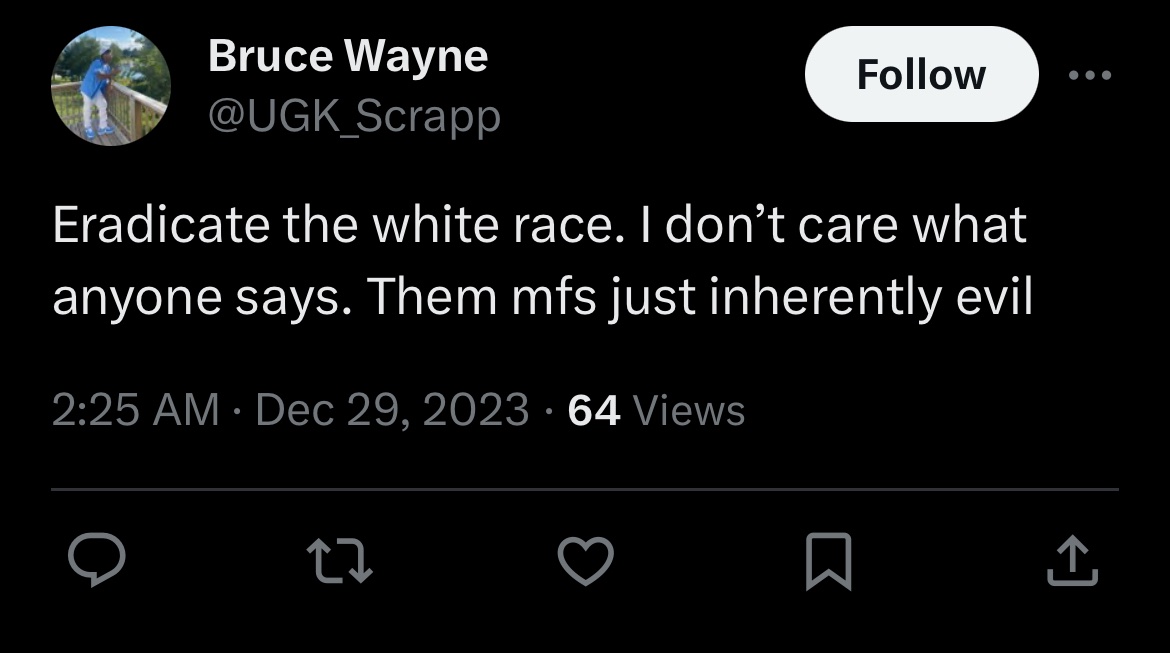 Bruce Wayne
@UGK_Scrapp
Follow
Eradicate the white race. I don’t care what
anyone says. Them mfs just inherently evil
2:25 AM · Dec 29, 2023 · 64 Views